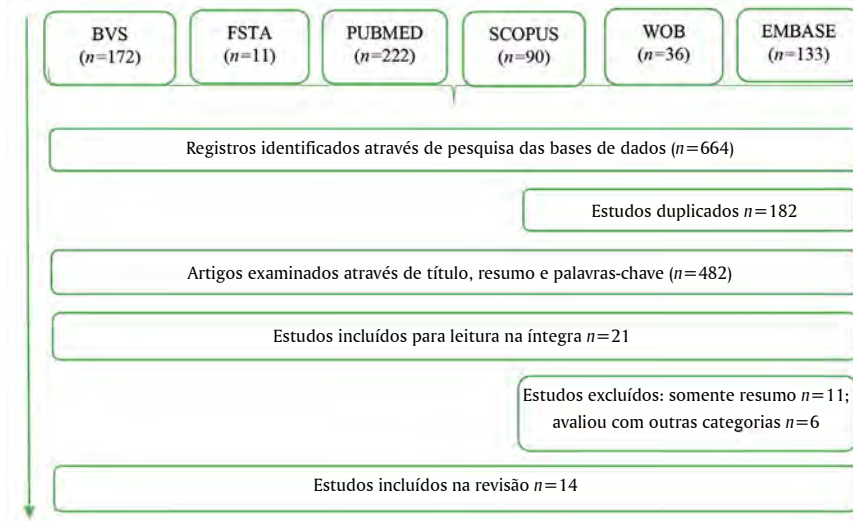 BVS
(n=172)
FSTA
(n=11)
PUBMED
(n=222)
SCOPUS
(n=90)
WOB
(n=36)
EMBASE
(n=133)
Registros identificados através de pesquisa das bases de dados (n=664)
Estudos duplicados n=182
Artigos examinados através de título, resumo e palavras-chave (n=482)
Estudos incluídos para leitura na íntegra n=21
Estudos excluídos: somente resumo n=11;
avaliou com outras categorias n=6
Estudos incluídos na revisão n=14